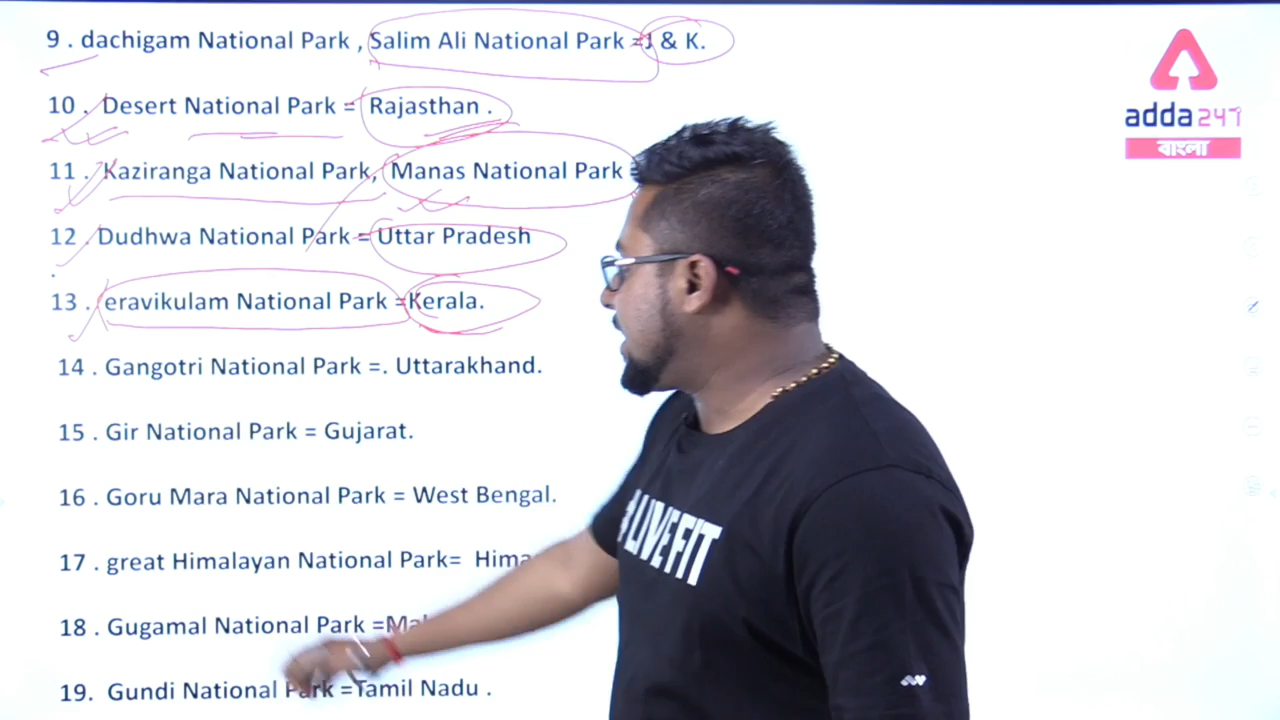 9 . dachigam National Park , Salim Ali National Park =J & K.
10 . Desert National Park = Rajasthan .
11 . Kaziranga National Park, Manas National Park
12 . Dudhwa National Park = Uttar Pradesh
.
13 . eravikulam National Park =Kerala.
14 . Gangotri National Park =. Uttarakhand.
15 . Gir National Park = Gujarat.
16 . Goru Mara National Park = West Bengal.
17 . great Himalayan National Park=
18 . Gugamal National Park =
19. Gundi National Park =Tamil Nadu .
adda247
বাংলা
#LIVEFIT